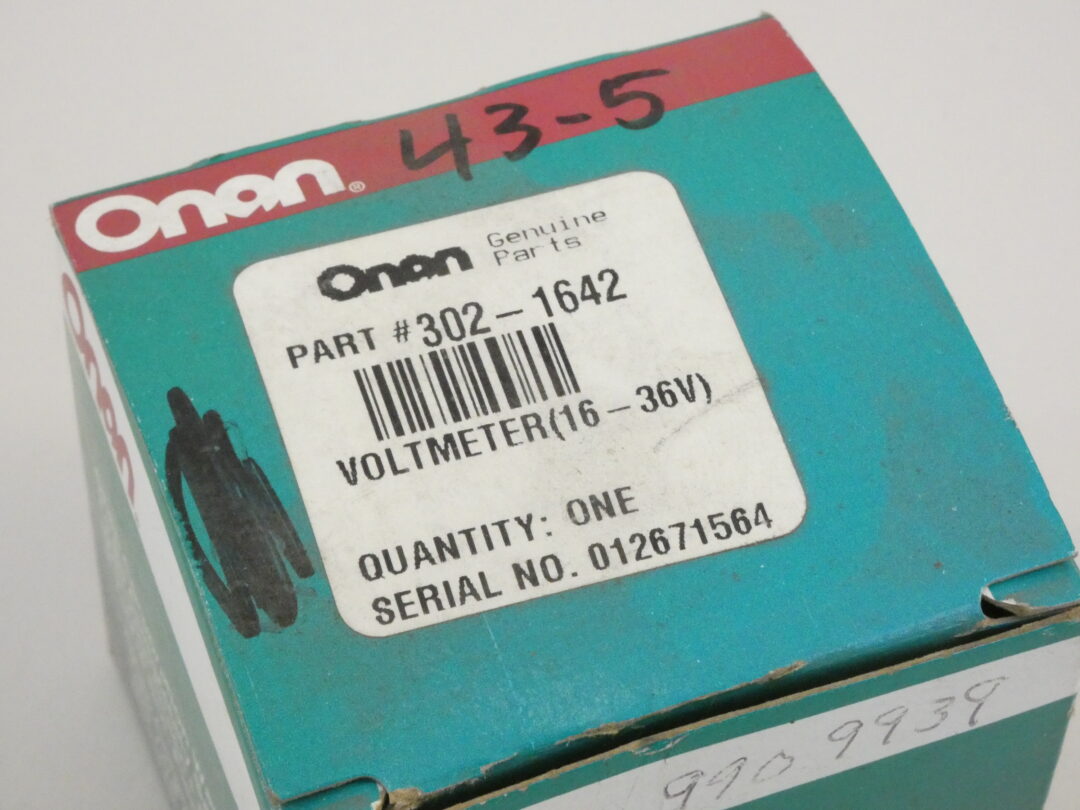 43-5
Onan®
Onan Genuine
Parts
PART #302-1642
VOLTMETER(16-36V)
QUANTITY: ONE
SERIAL NO. 012671564
Onan
990 9939